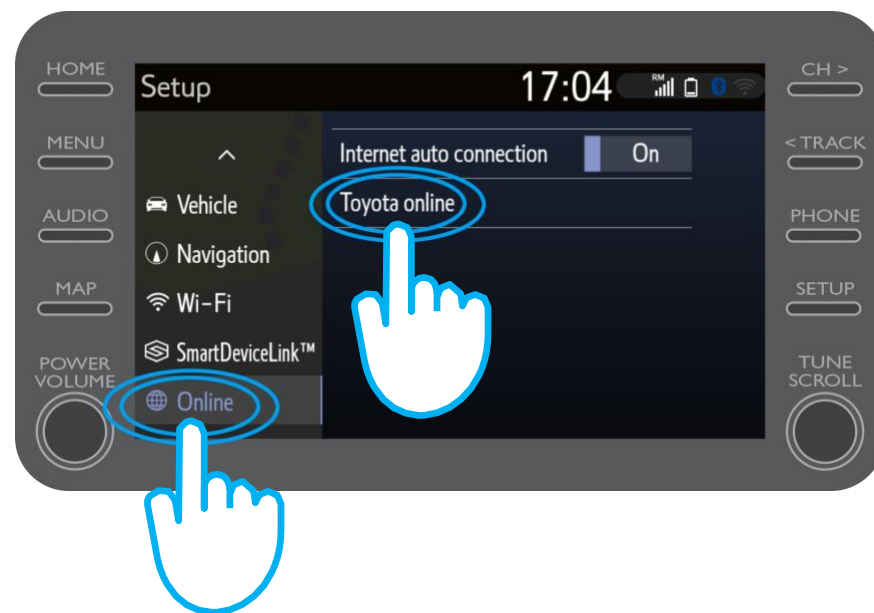 HOME
MENU
AUDIO
MAP
POWER
VOLUME
Setup
17:04
RM
Vehicle
Navigation
Wi-Fi
SmartDeviceLink™
Online
Internet auto connection On
Toyota online
CH >
< TRACK
PHONE
SETUP
TUNE
SCROLL